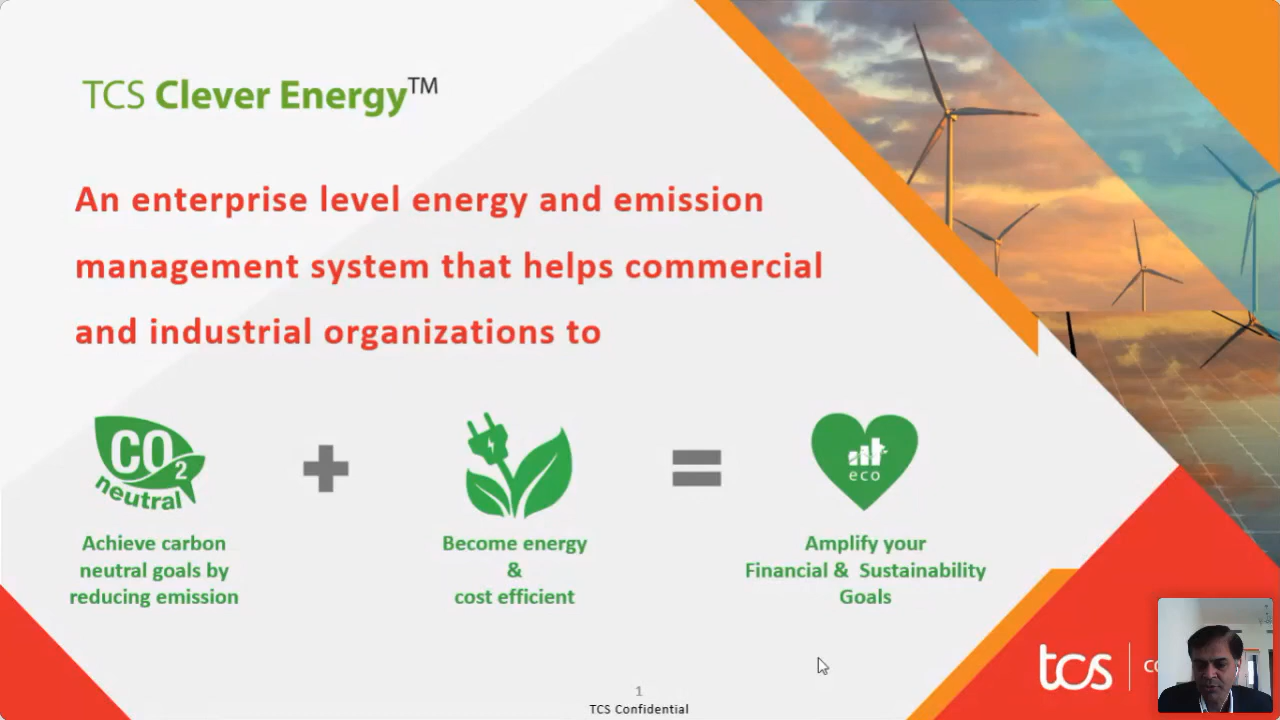 TCS Clever Energy™
An enterprise level energy and emission
management system that helps commercial
and industrial organizations to
CO2
neutral
eco
Achieve carbon
neutral goals by
reducing emission
Become energy
&
cost efficient
Amplify your
Financial & Sustainability
Goals
tcs
1
TCS Confidential